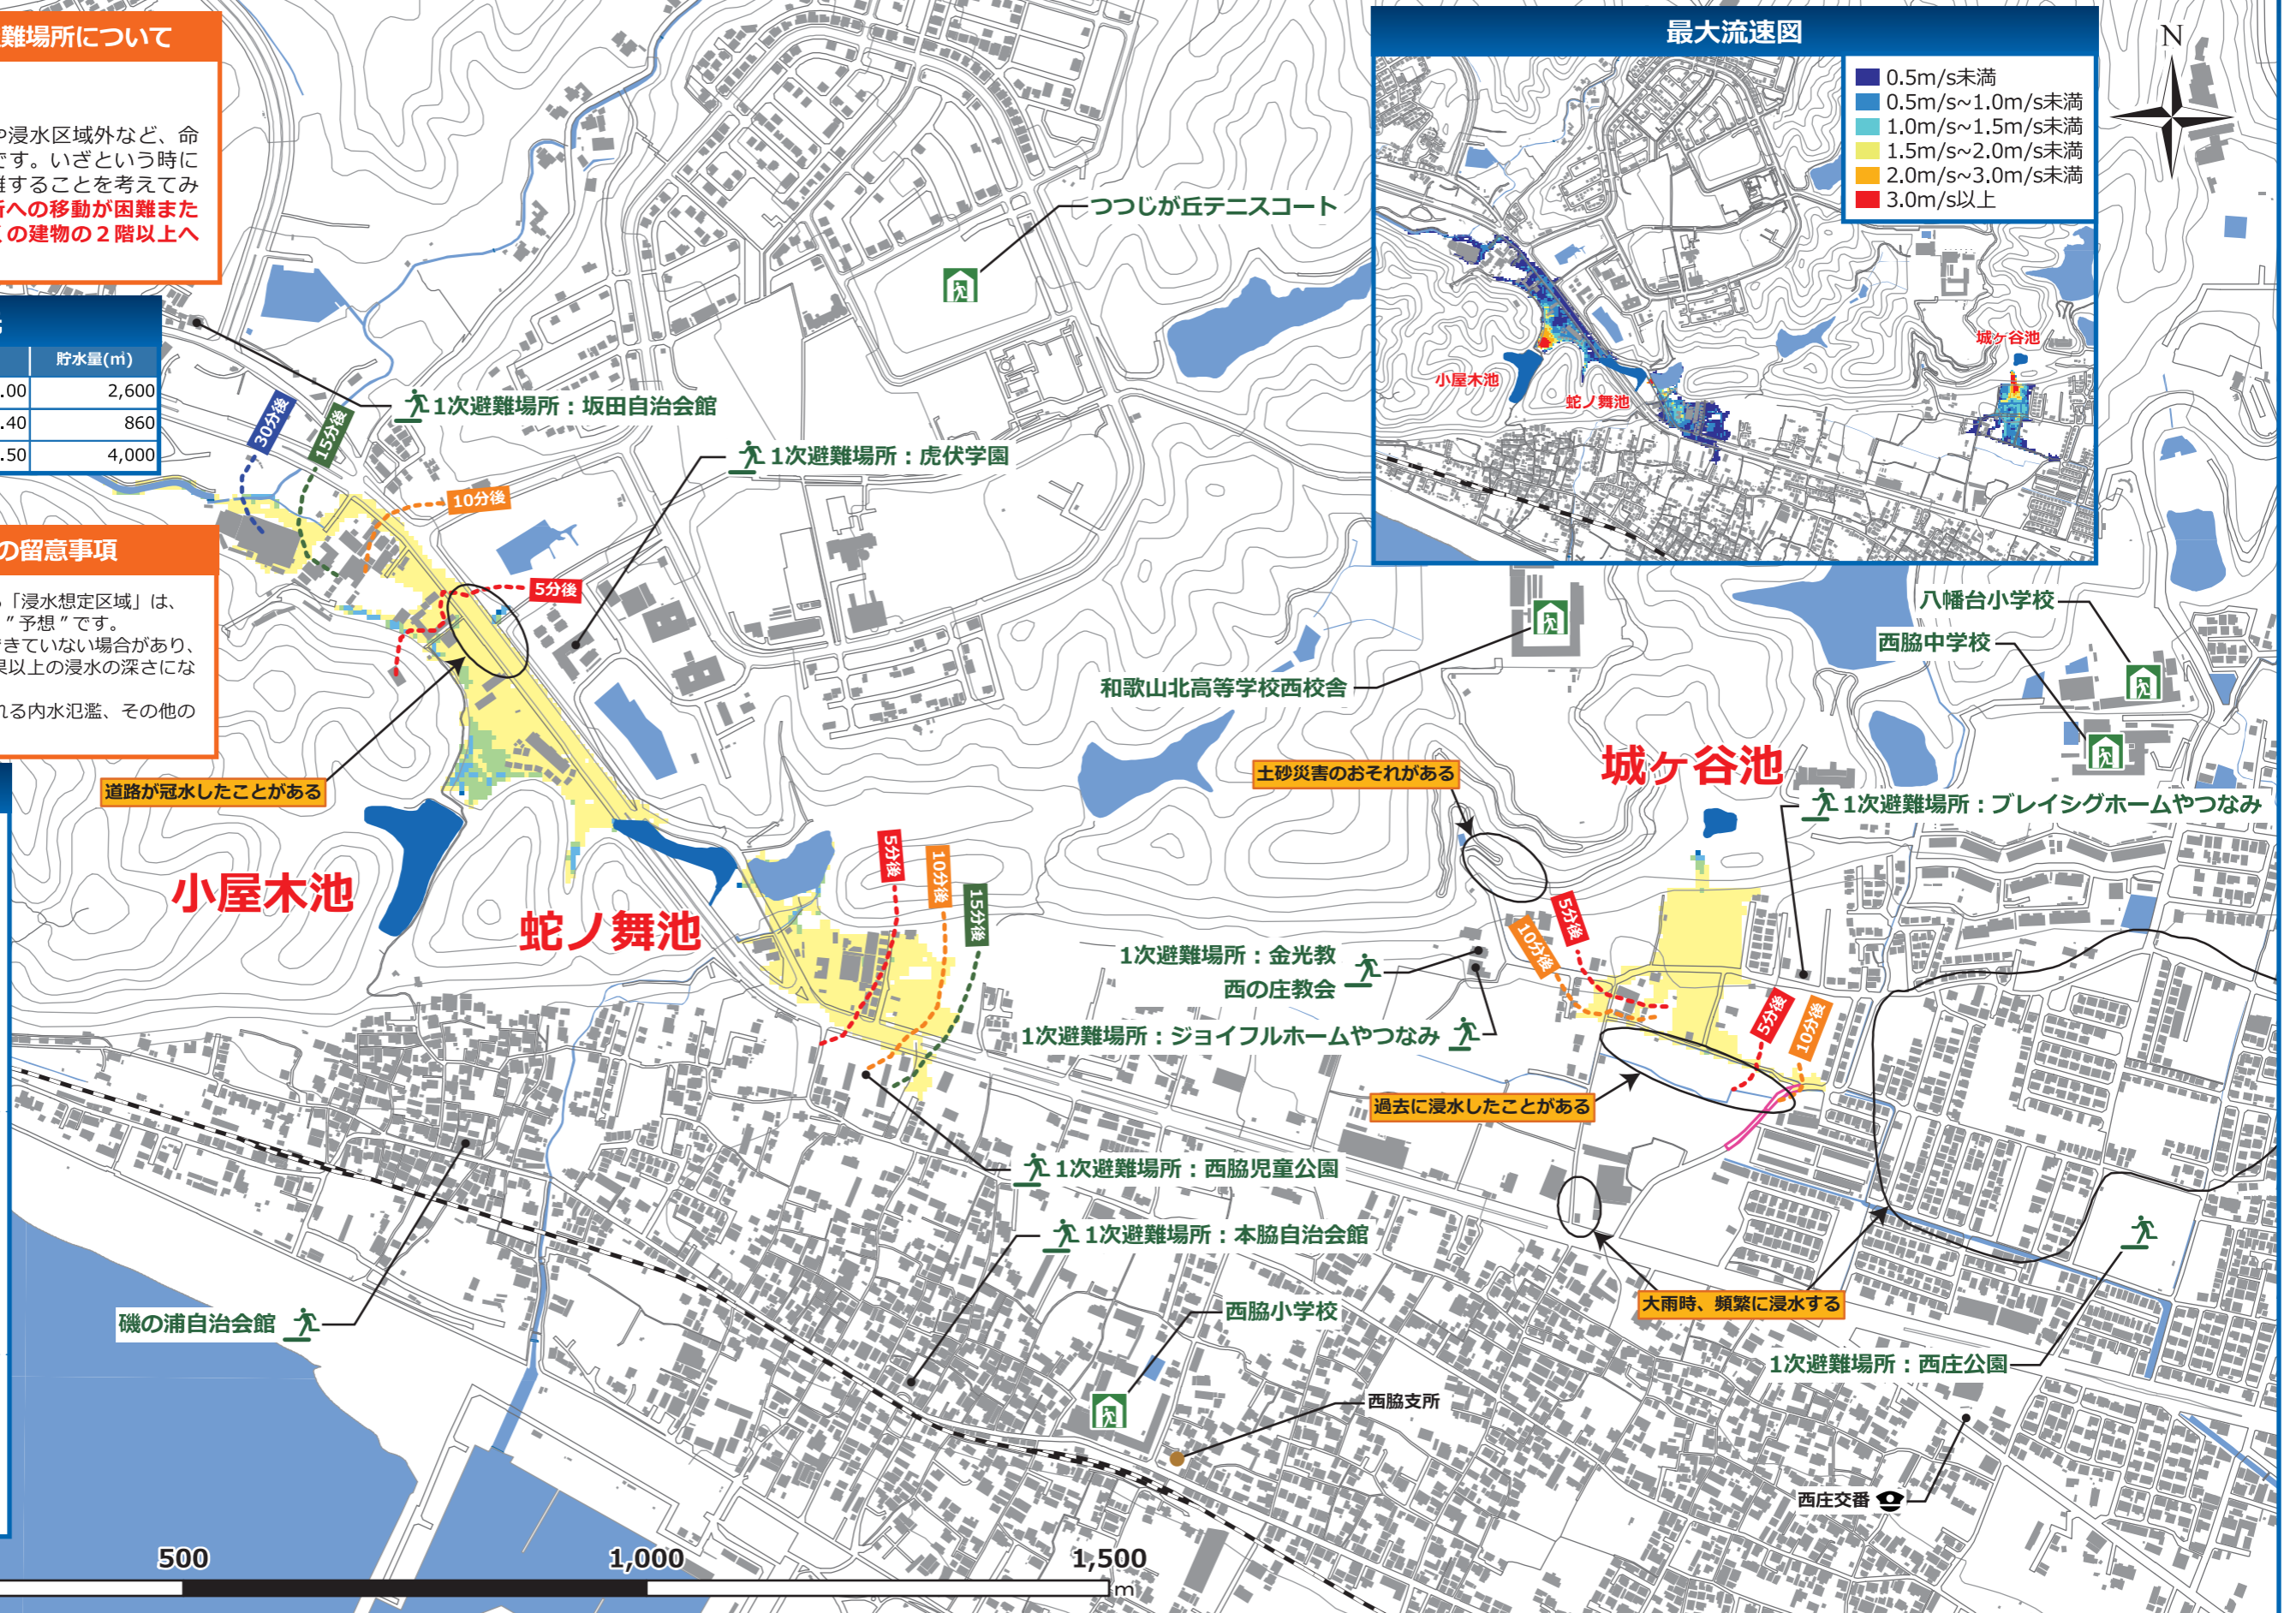 難場所について
や浸水区域外など、命
です。いざという時に
難することを考えてみ
所への移動が困難また
くの建物の２階以上へ
貯水量(㎥)
.00 2,600
.40 860
.50 4,000
の留意事項
る「浸水想定区域」は、
”予想”です。
できていない場合があり、
果以上の浸水の深さにな
れる内水氾濫、その他の
最大流速図
0.5m/s未満
0.5m/s~1.0m/s未満
1.0m/s~1.5m/s未満
1.5m/s~2.0m/s未満
2.0m/s~3.0m/s未満
3.0m/s以上
小屋木池
蛇ノ舞池
城ヶ谷池
N
つつじが丘テニスコート
1次避難場所：坂田自治会館
1次避難場所：虎伏学園
30分後
15分後
10分後
5分後
道路が冠水したことがある
小屋木池
蛇ノ舞池
5分後
10分後
15分後
和歌山北高等学校西校舎
八幡台小学校
西脇中学校
土砂災害のおそれがある
城ヶ谷池
1次避難場所：ブレイシグホームやつなみ
1次避難場所：金光教
西の庄教会
1次避難場所：ジョイフルホームやつなみ
5分後
10分後
5分後
10分後
過去に浸水したことがある
1次避難場所：西脇児童公園
1次避難場所：本脇自治会館
磯の浦自治会館
西脇小学校
西脇支所
大雨時、頻繁に浸水する
1次避難場所：西庄公園
西庄交番
500
1,000
1,500
m